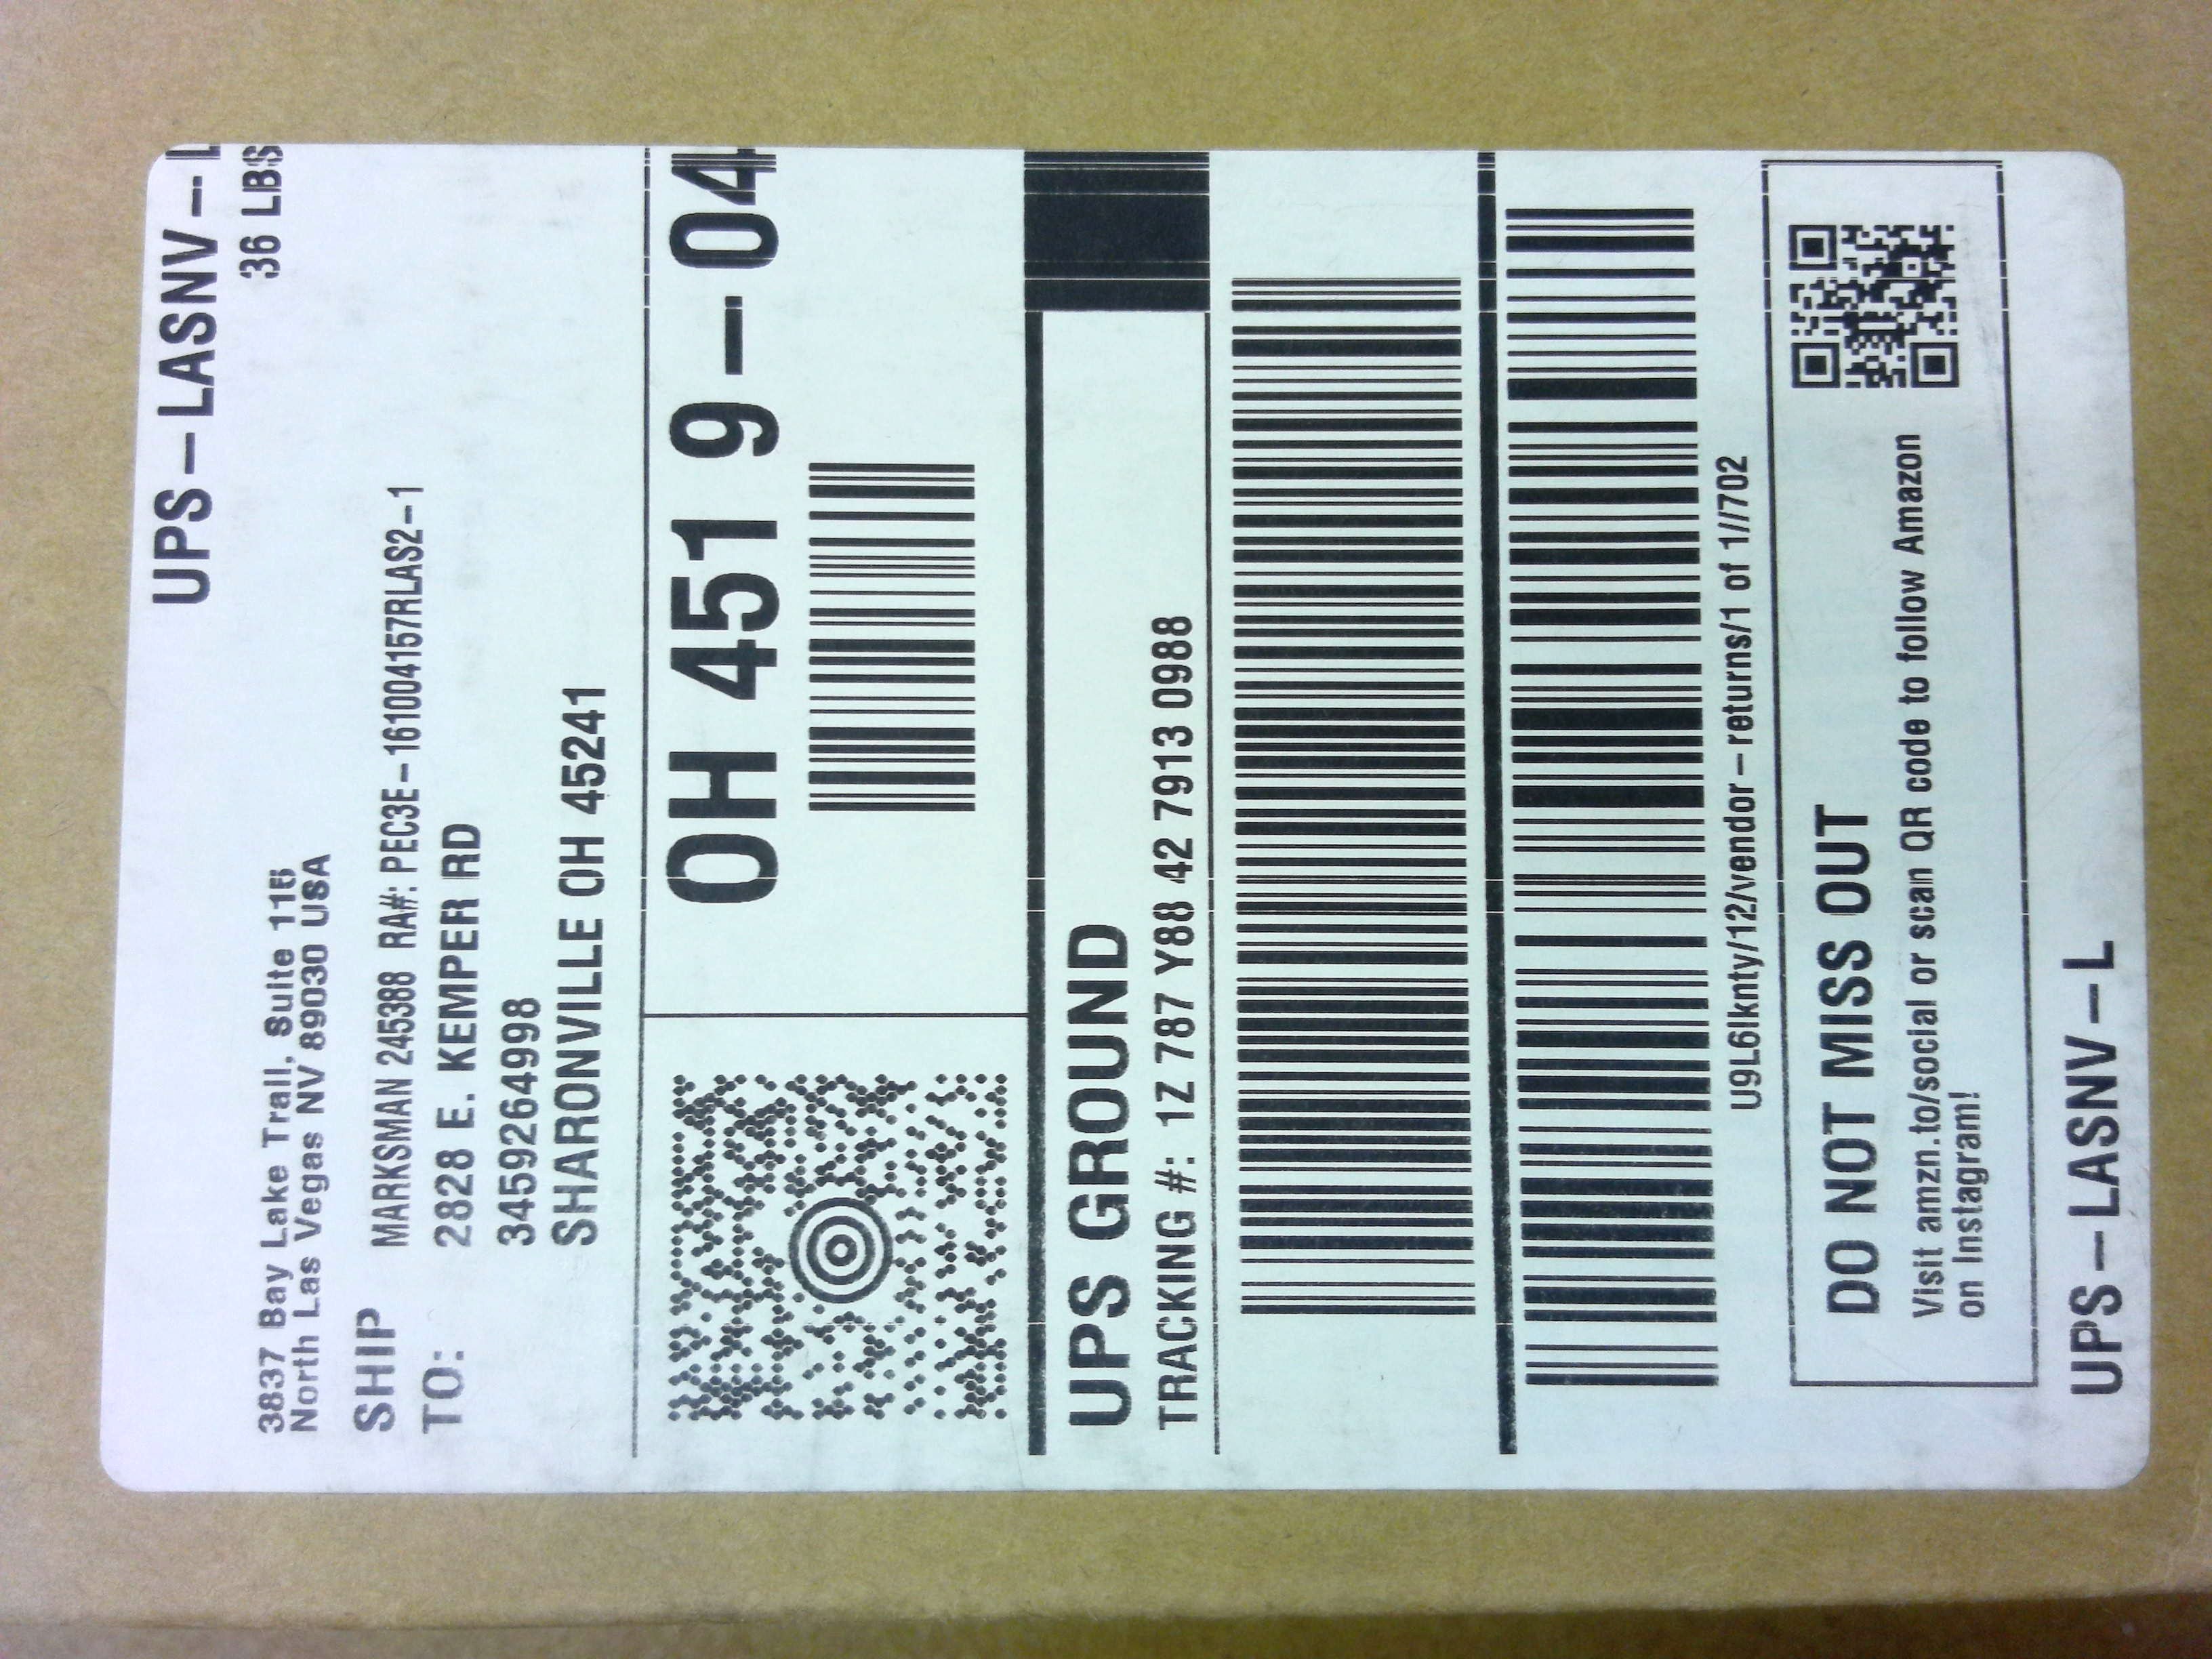 UPS-LASNV-L
36 LBS
3837 Bay Lake Trail, Suite
North Las Vegas NV 89030 USA
SHIP
TO:
MARKSMAN 245388 RA#: PEC3E-161004157RLAS2-1
2828 E. KEMPER RD
3459264998
SHARONVILLE OH 45241
OH 451 9-04
UPS GROUND
TRACKING #: 1Z 787 Y88 42 7913 0988
U9L6lknty/12/vendor-returns/1 of 1//702
DO NOT MISS OUT
Visit amzn.to/social or scan QR code to follow Amazon
on Instagram!
UPS-LASNV-L